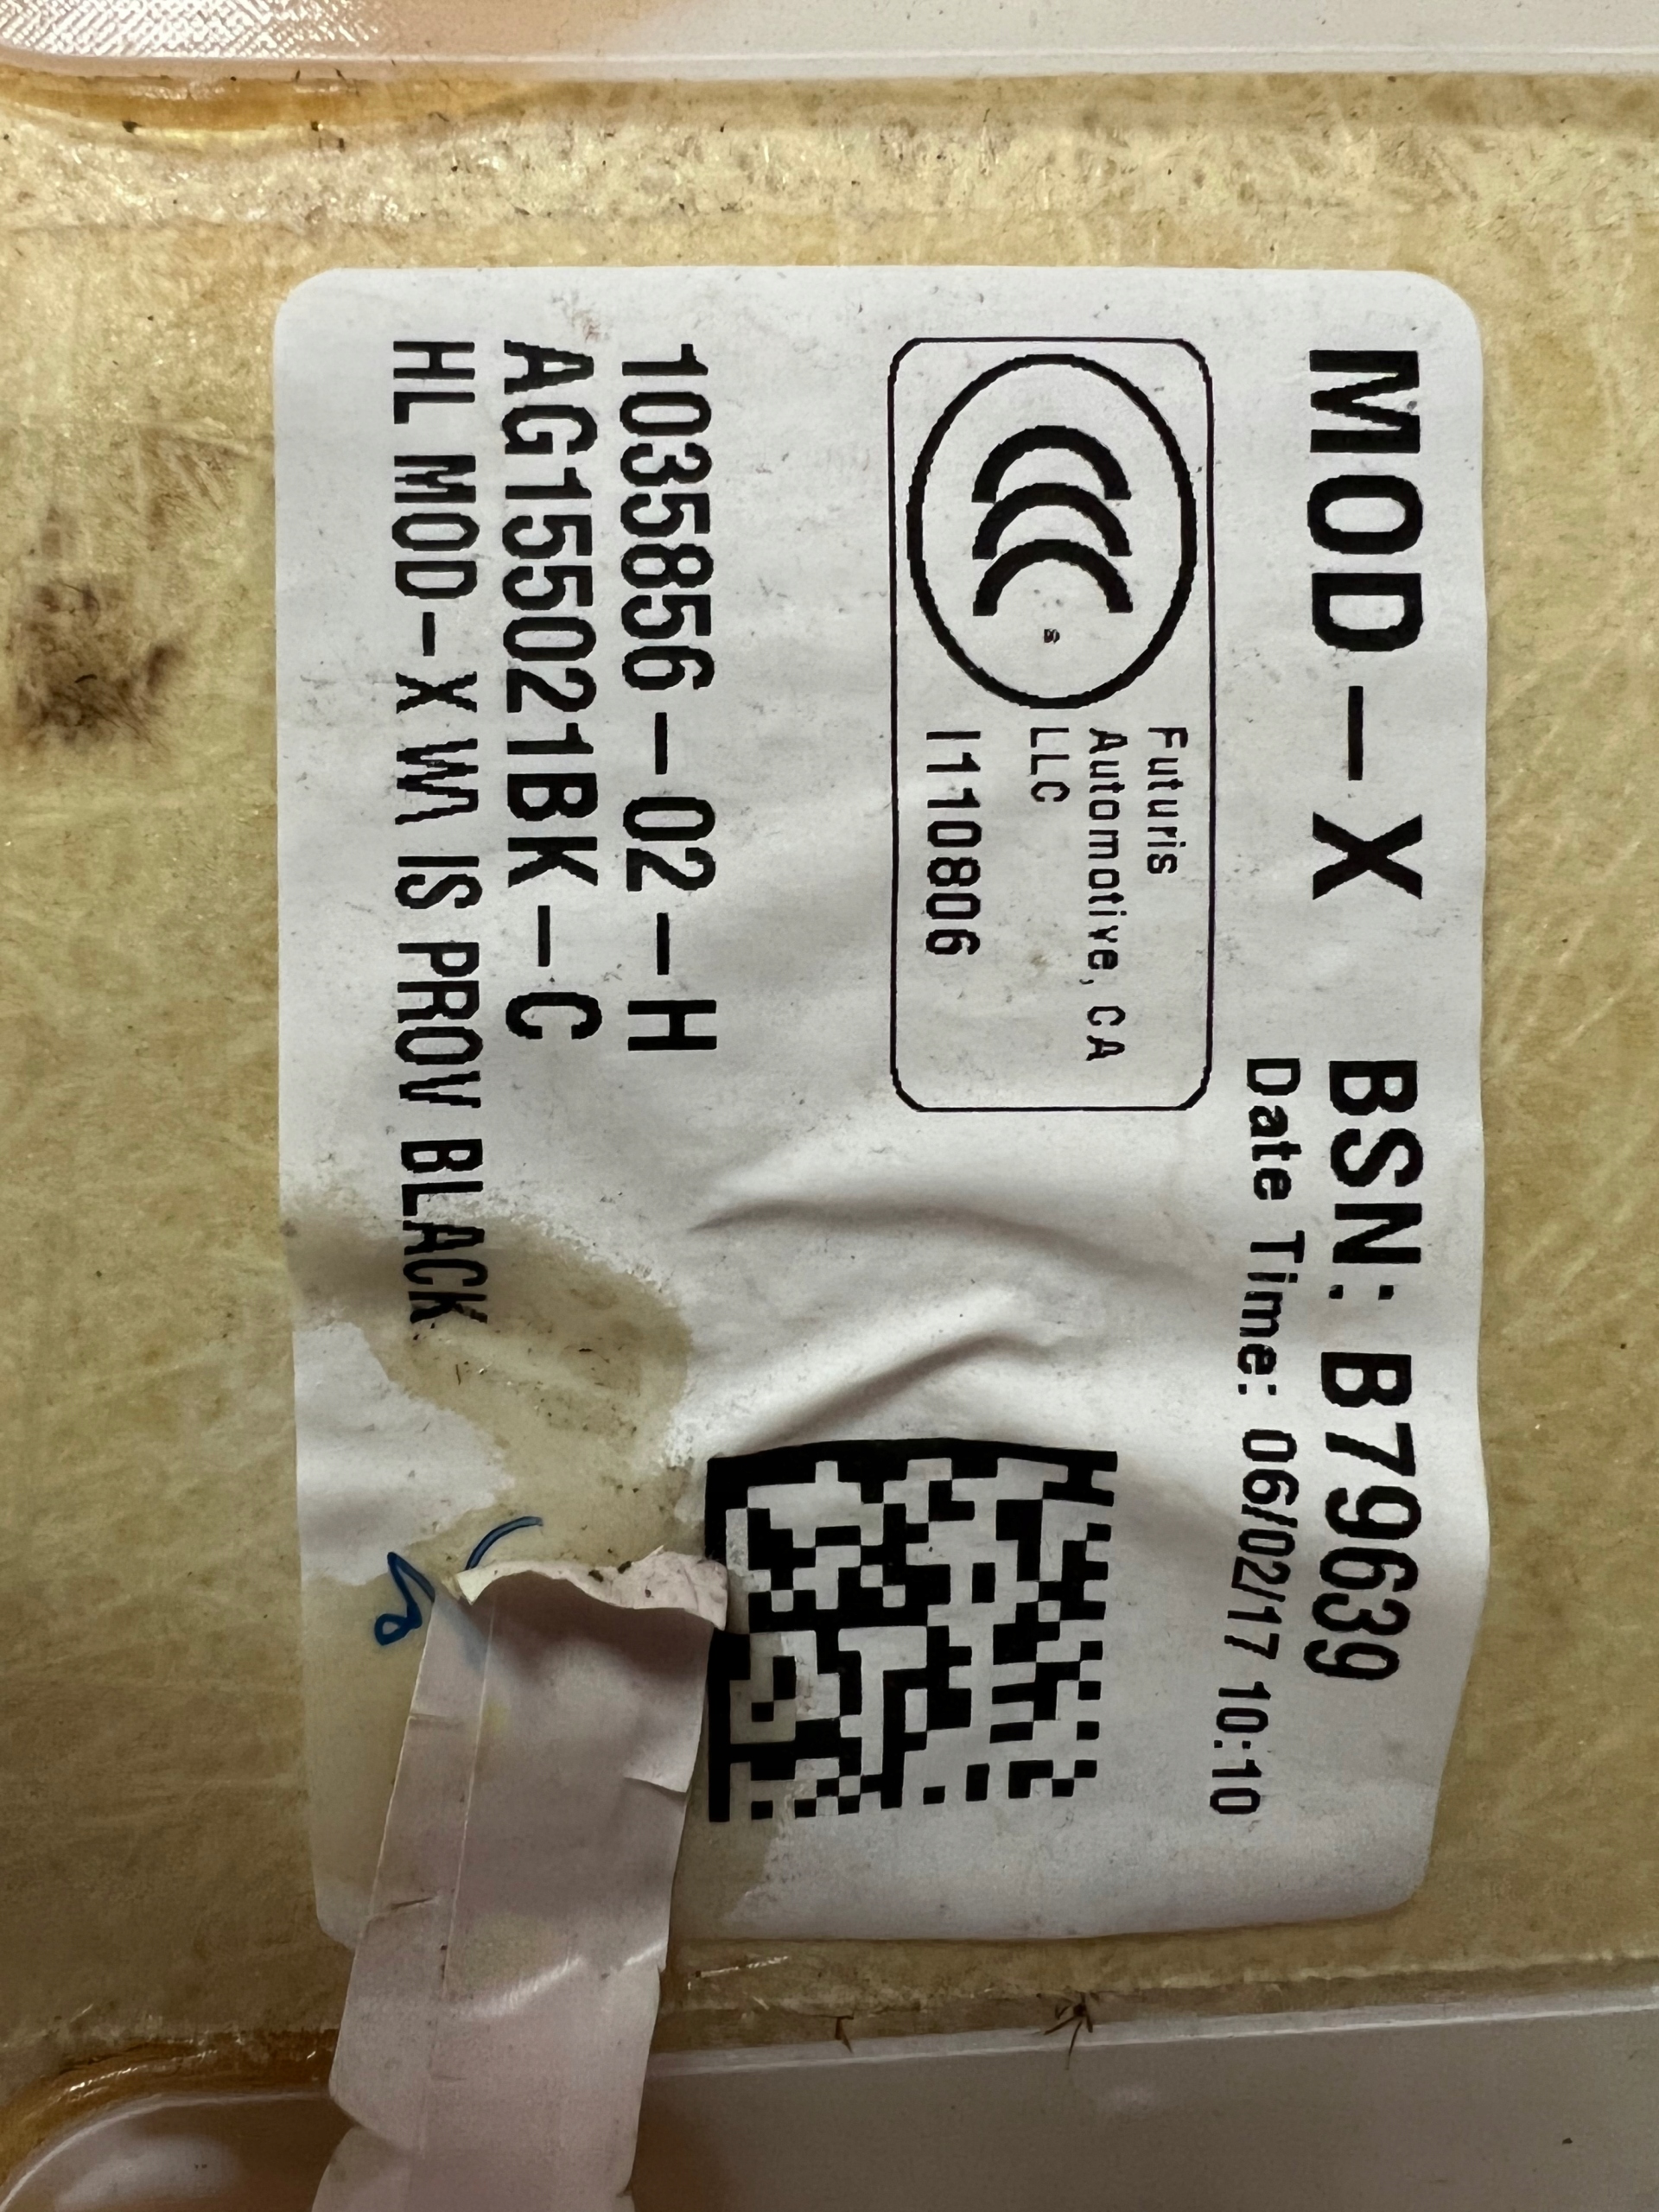 MOD-X
BSN: B79639
Date Time: 06/02/17 10:10
Futuris
Automotive, CA
LLC
I110806
1035856-02-H
AG155021BK-C
HL MOD-X W\ IS PROV BLACK